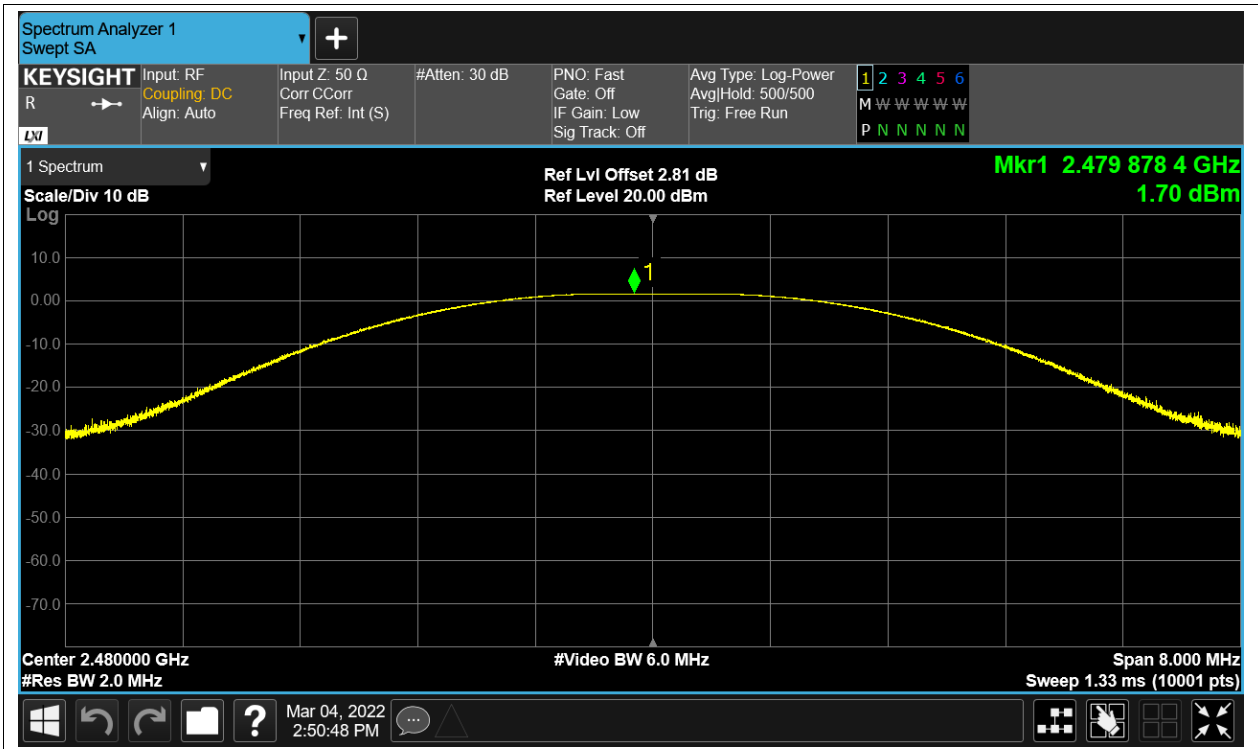 Spectrum Analyzer 1
Swept SA
+
KEYSIGHT
R
LXI
Input: RF
Coupling: DC
Align: Auto
Input Z: 50 Ω
Corr CCorr
Freq Ref: Int (S)
#Atten: 30 dB
PNO: Fast
Gate: Off
IF Gain: Low
Sig Track: Off
Avg Type: Log-Power
Avg|Hold: 500/500
Trig: Free Run
1 2 3 4 5 6
M W W W W W
P N N N N N
1 Spectrum
Scale/Div 10 dB
Log
Ref Lvl Offset 2.81 dB
Ref Level 20.00 dBm
Mkr1 2.479 878 4 GHz
1.70 dBm
10.0
0.00
-10.0
-20.0
-30.0
-40.0
-50.0
-60.0
-70.0
1
Center 2.480000 GHz
#Res BW 2.0 MHz
#Video BW 6.0 MHz
Span 8.000 MHz
Sweep 1.33 ms (10001 pts)
?
Mar 04, 2022
2:50:48 PM